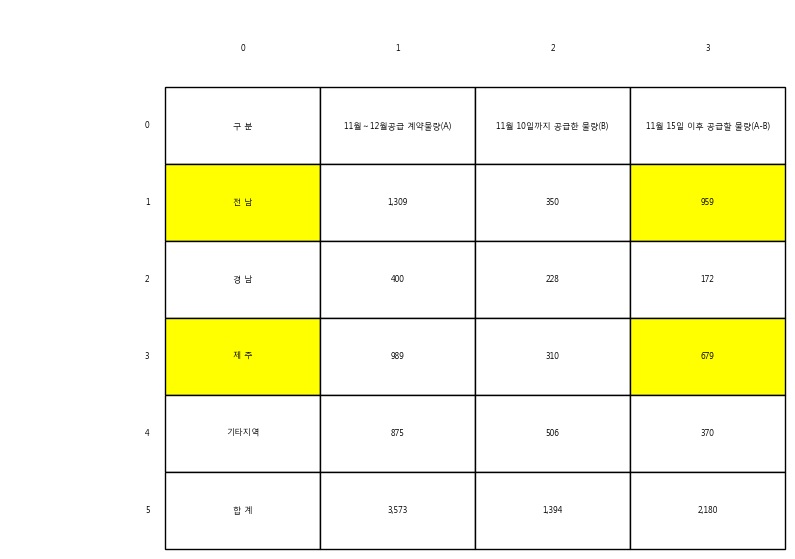 0 1 2 3
0 구 분 11월~12월공급 계약물량(A) 11월 10일까지 공급한 물량(B) 11월 15일 이후 공급할 물량(A-B)
1 전 남 1,309 350 959
2 경 남 400 228 172
3 제 주 989 310 679
4 기타지역 875 506 370
5 합 계 3,573 1,394 2,180